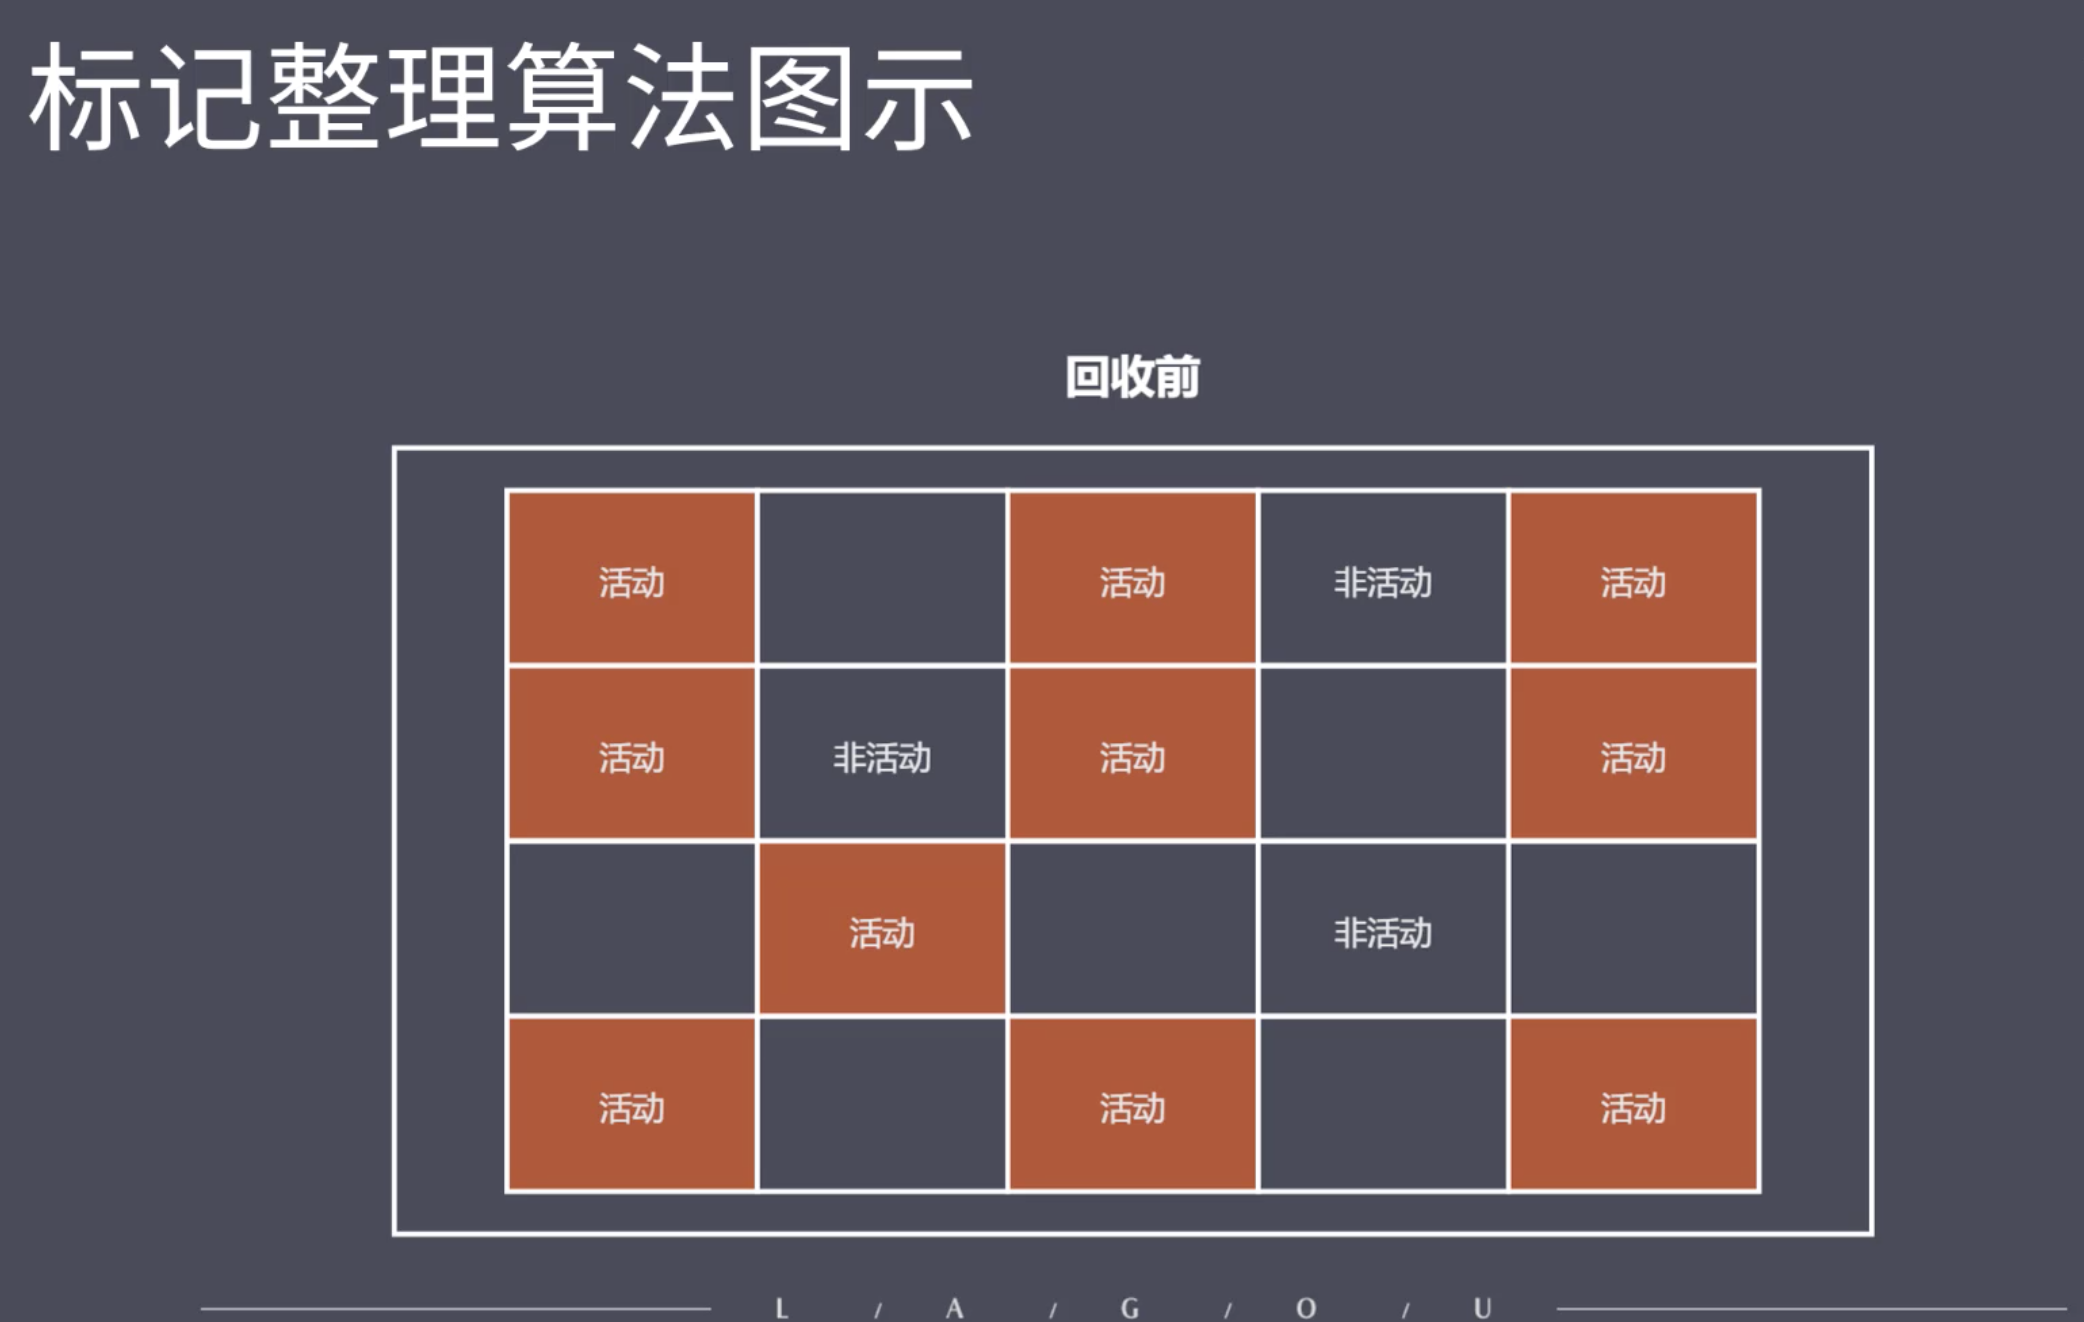 标记整理算法图示
回收前
活动 活动 非活动 活动
活动 非活动 活动 活动
活动 非活动
活动 活动 活动
L / A / G / O / U